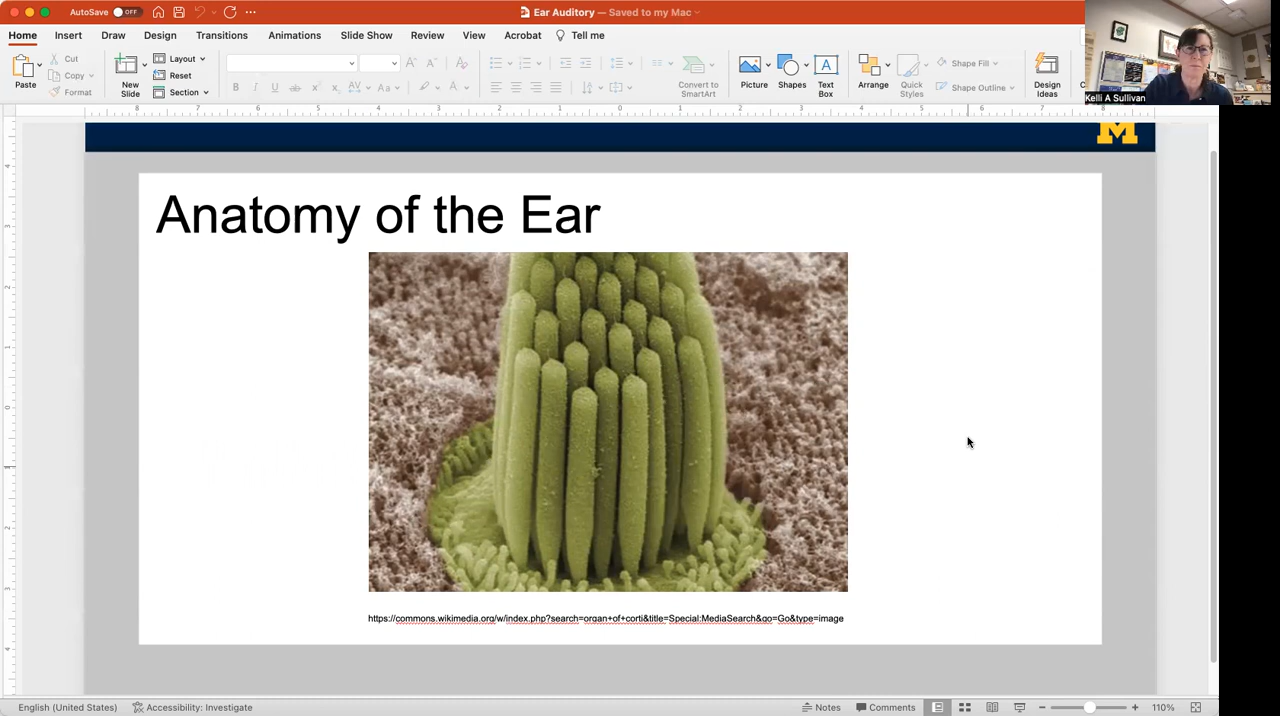 AutoSave OFF
Ear Auditory — Saved to my Mac
Home Insert Draw Design Transitions Animations Slide Show Review View Acrobat Tell me
Paste
Cut
Copy
Format
New Slide
Layout
Reset
Section
Convert to SmartArt
Picture
Shapes
Text Box
Arrange
Quick Styles
Shape Fill
Shape Outline
Design Ideas
Kelli A Sullivan
M
Anatomy of the Ear
https://commons.wikimedia.org/w/index.php?search=organ+of+corti&title=Special:MediaSearch&go=Go&type=image
English (United States) Accessibility: Investigate Notes Comments 110%